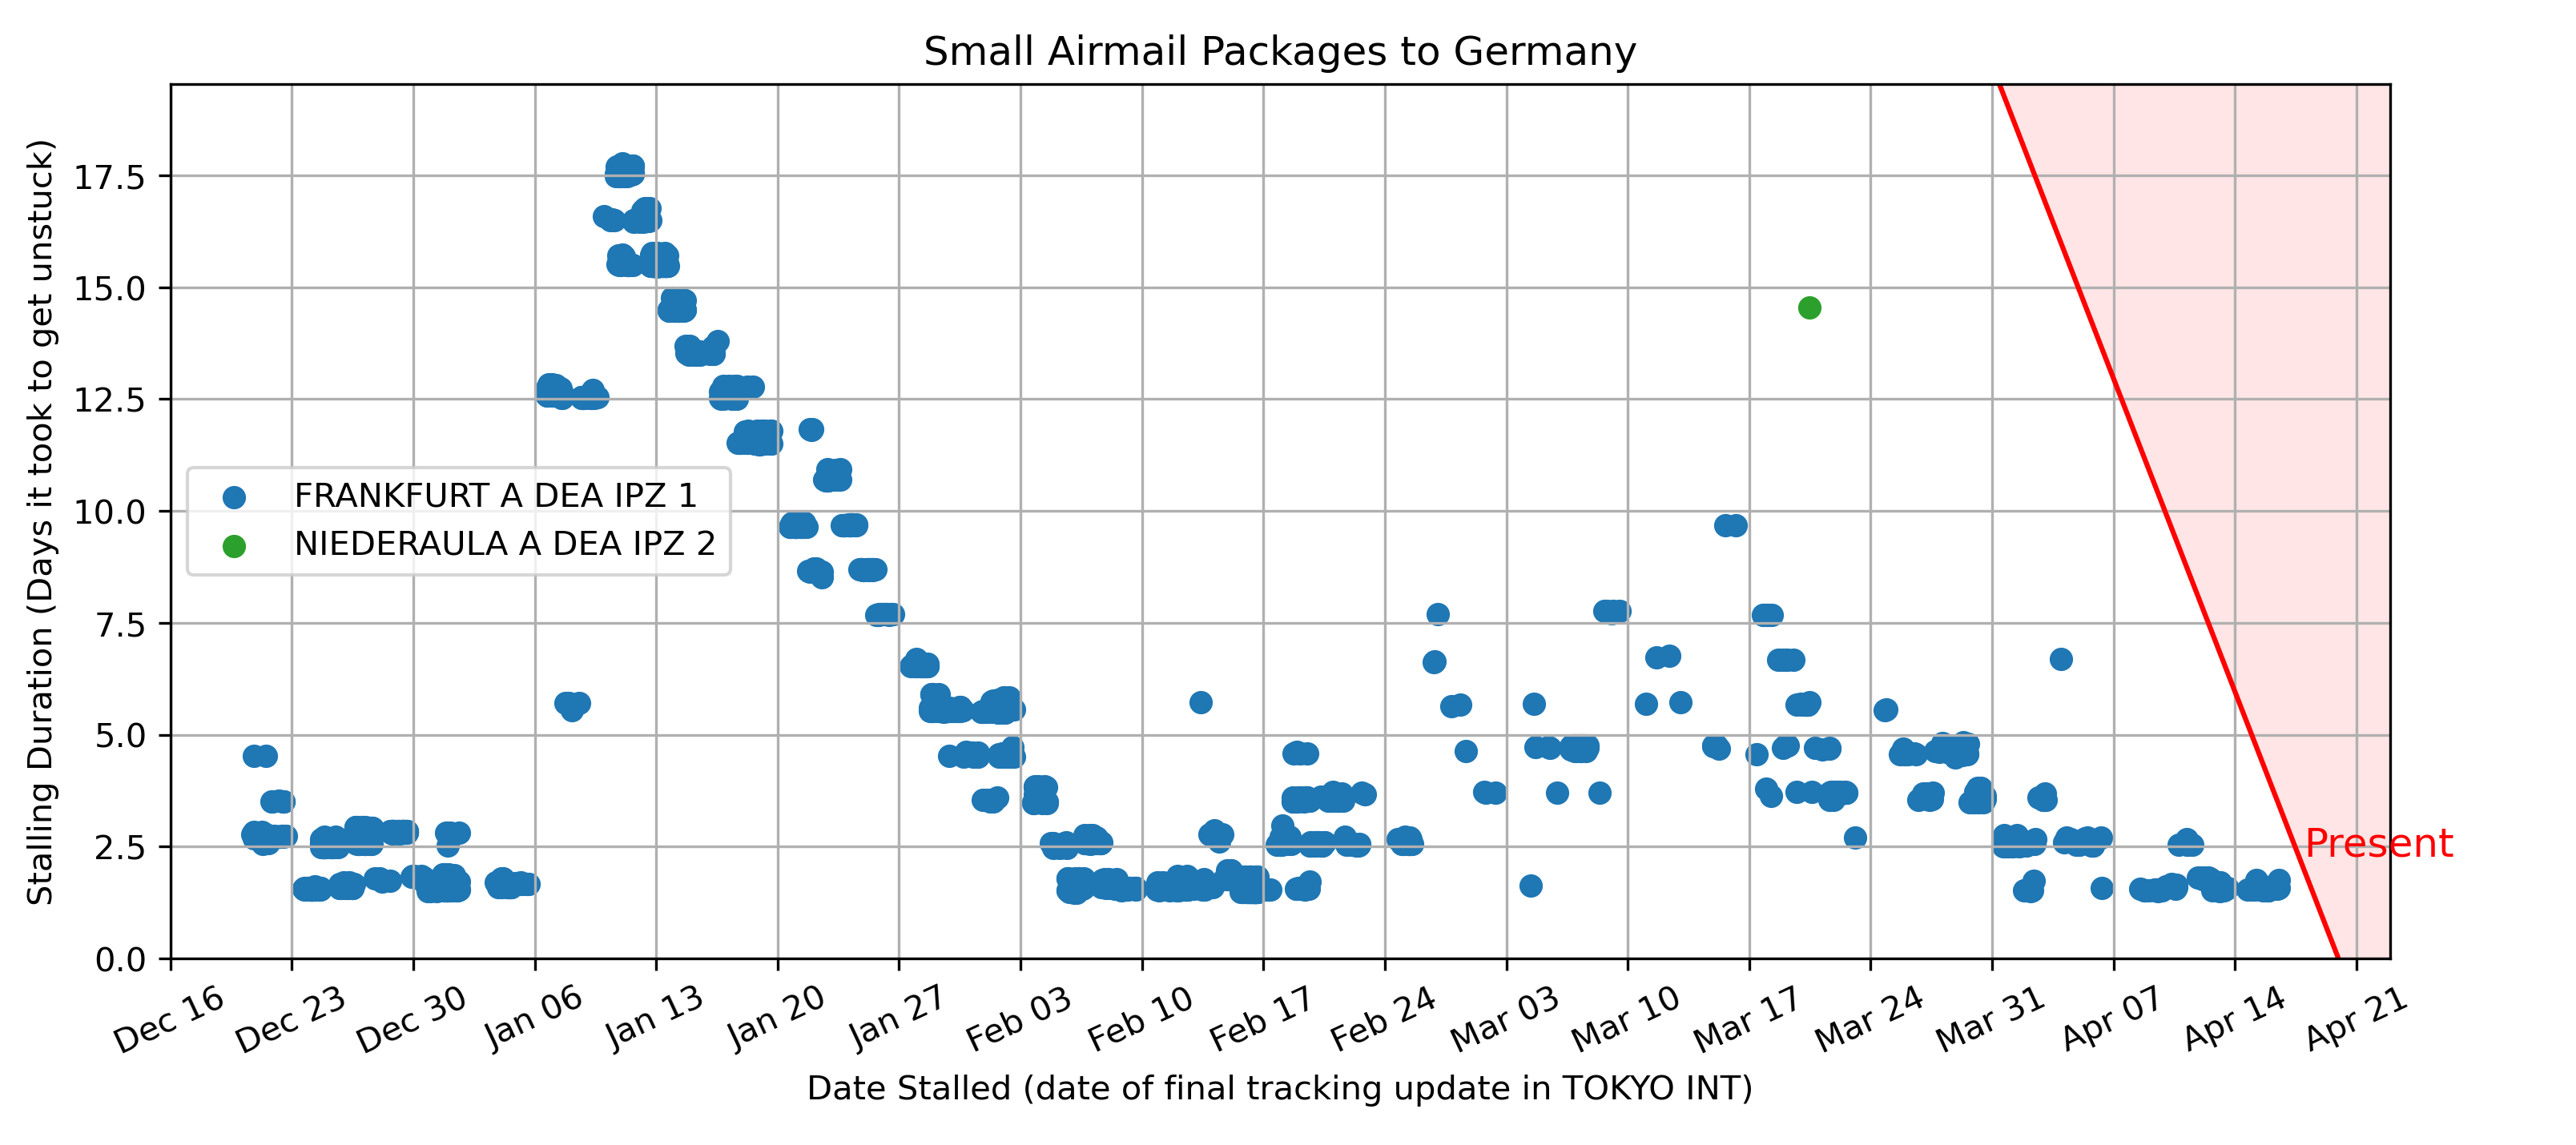 Small Airmail Packages to Germany
Stalling Duration (Days it took to get unstuck)
17.5
15.0
12.5
10.0
7.5
5.0
2.5
0.0
FRANKFURT A DEA IPZ 1
NIEDERAULA A DEA IPZ 2
Present
Dec 16
Dec 23
Dec 30
Jan 06
Jan 13
Jan 20
Jan 27
Feb 03
Feb 10
Feb 17
Feb 24
Mar 03
Mar 10
Mar 17
Mar 24
Mar 31
Apr 07
Apr 14
Apr 21
Date Stalled (date of final tracking update in TOKYO INT)